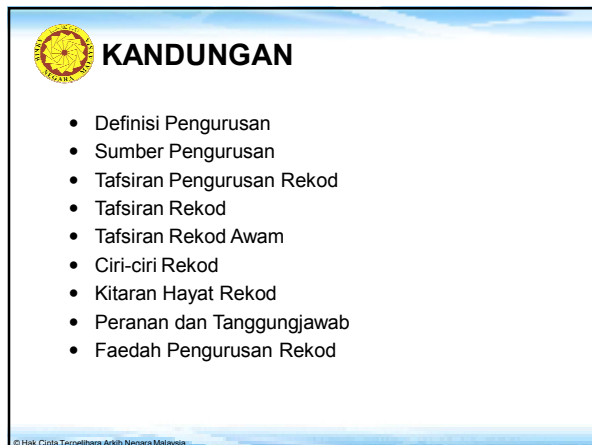 KANDUNGAN
• Definisi Pengurusan
• Sumber Pengurusan
• Tafsiran Pengurusan Rekod
• Tafsiran Rekod
• Tafsiran Rekod Awam
• Ciri-ciri Rekod
• Kitaran Hayat Rekod
• Peranan dan Tanggungjawab
• Faedah Pengurusan Rekod
© Hak Cipta Terpelihara Arkib Negara Malaysia